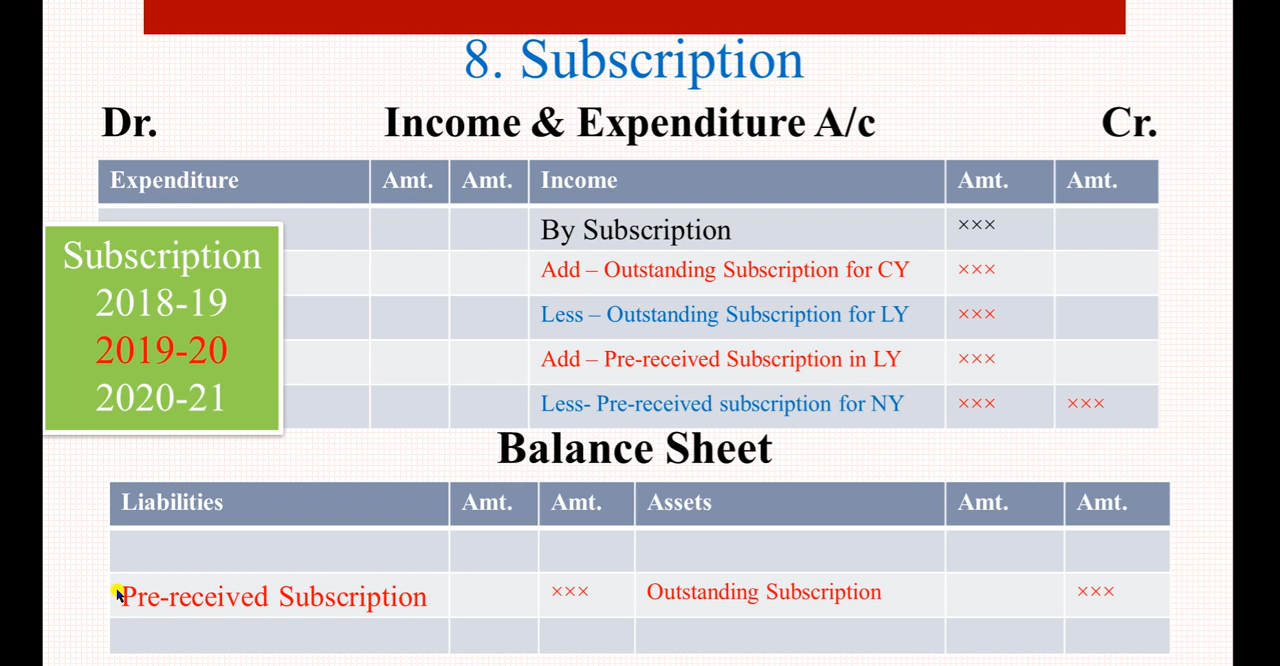 8. Subscription
Dr. Income & Expenditure A/c Cr.
Expenditure Amt. Amt. Income Amt. Amt.
By Subscription ×××
Add – Outstanding Subscription for CY ×××
Less – Outstanding Subscription for LY ×××
Add – Pre-received Subscription in LY ×××
Less- Pre-received subscription for NY ××× ×××
Subscription
2018-19
2019-20
2020-21
Balance Sheet
Liabilities Amt. Amt. Assets Amt. Amt.
Pre-received Subscription ××× Outstanding Subscription ×××